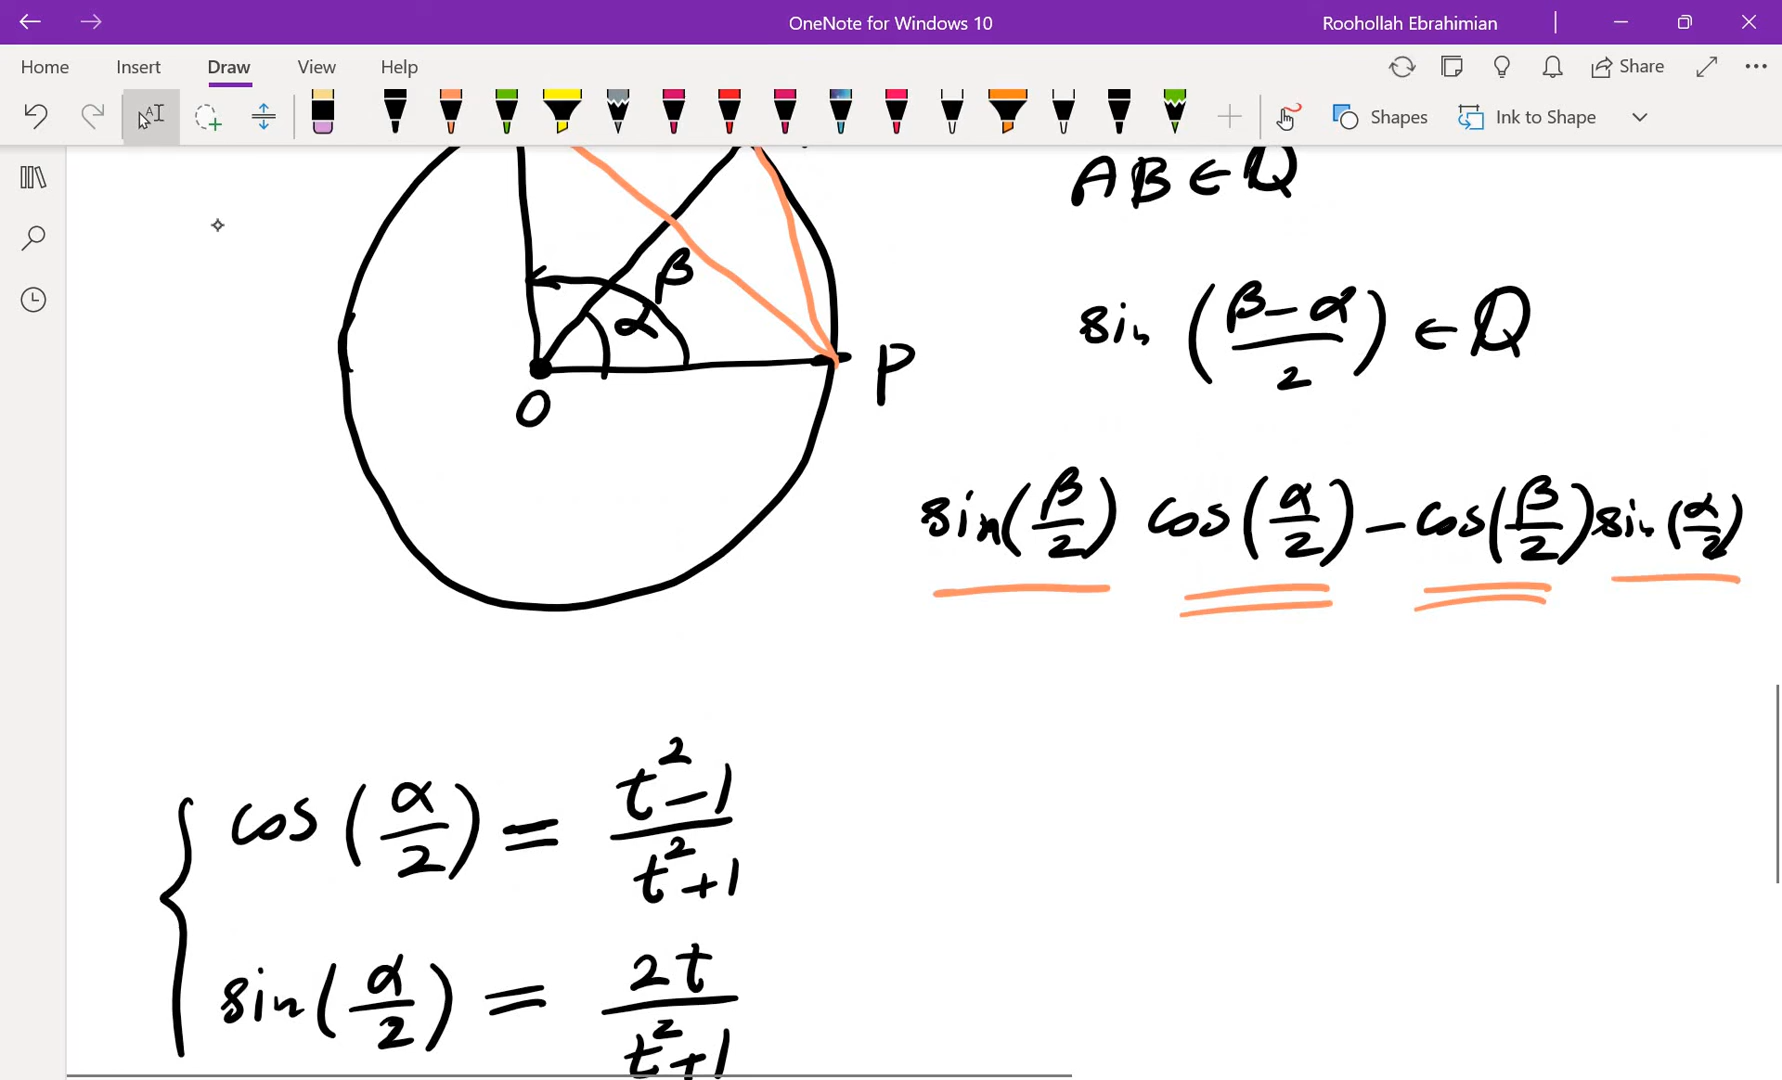 OneNote for Windows 10
Roohollah Ebrahimian
Home Insert Draw View Help
Share
Shapes
Ink to Shape
AB ∈ Q
β
α
sin ((β - α)/2) ∈ Q
P
O
sin(β/2) cos(α/2) - cos(β/2) sin(α/2)
cos(α/2) = (t²-1)/(t²+1)
sin(α/2) = 2t/(t²+1)